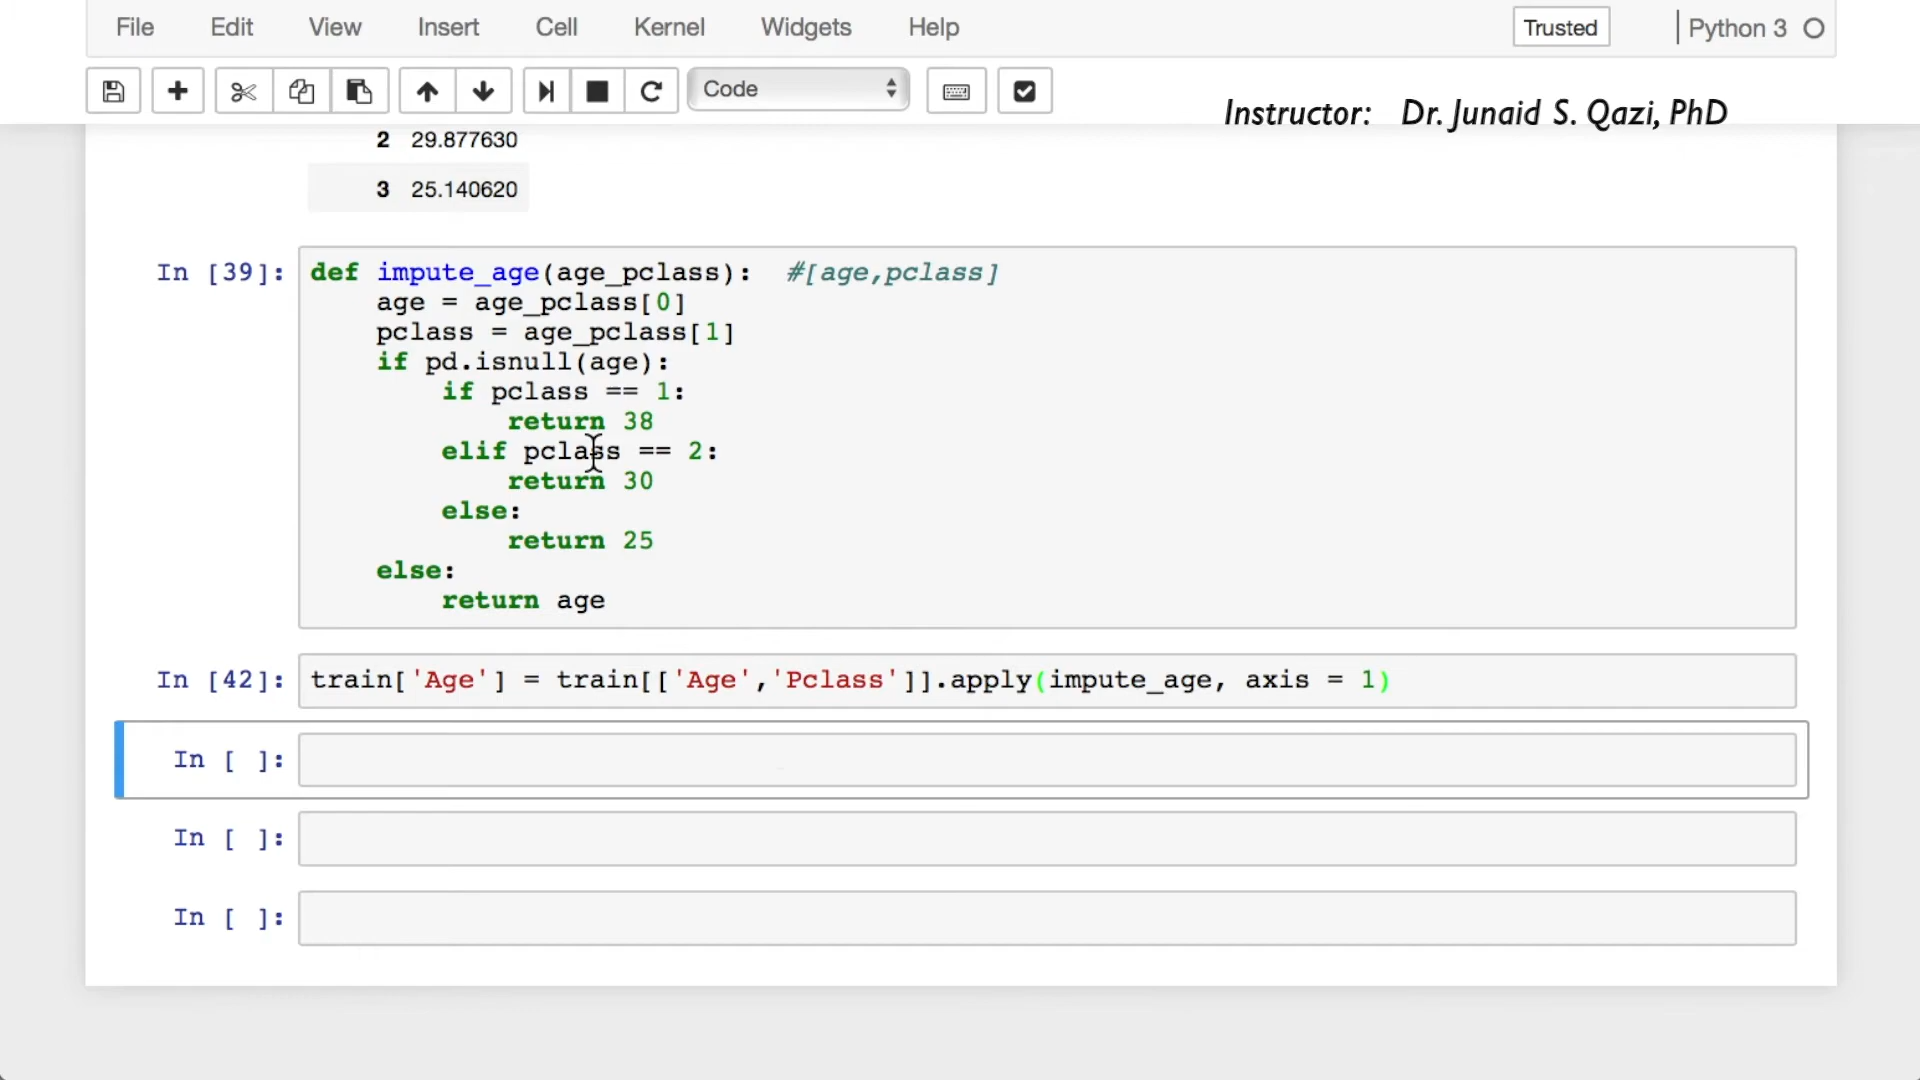 File Edit View Insert Cell Kernel Widgets Help Trusted Python 3
Code
Instructor: Dr. Junaid S. Qazi, PhD
2 29.877630
3 25.140620
In [39]: def impute_age(age_pclass): #[age,pclass]
age = age_pclass[0]
pclass = age_pclass[1]
if pd.isnull(age):
if pclass == 1:
return 38
elif pclass == 2:
return 30
else:
return 25
else:
return age
In [42]: train['Age'] = train[['Age','Pclass']].apply(impute_age, axis = 1)
In [ ]:
In [ ]:
In [ ]: